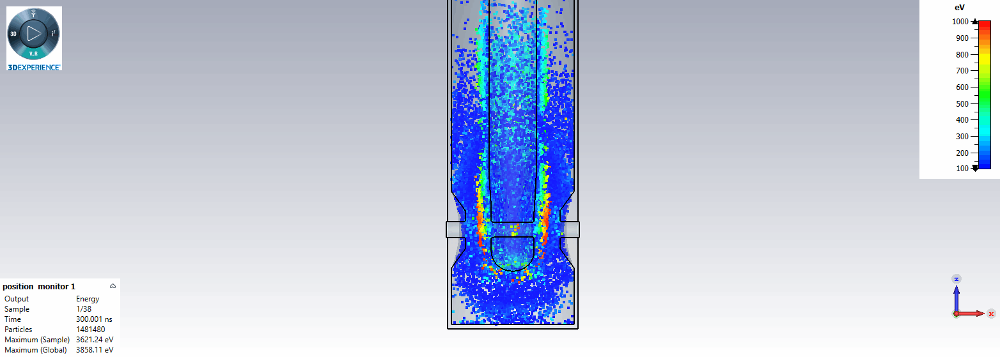 3D
V,R
3DEXPERIENCE
eV
1000
900
800
700
600
500
400
300
200
100
position monitor 1
Output Energy
Sample 1/38
Time 300.001 ns
Particles 1481480
Maximum (Sample) 3621.24 eV
Maximum (Global) 3858.11 eV
z
x